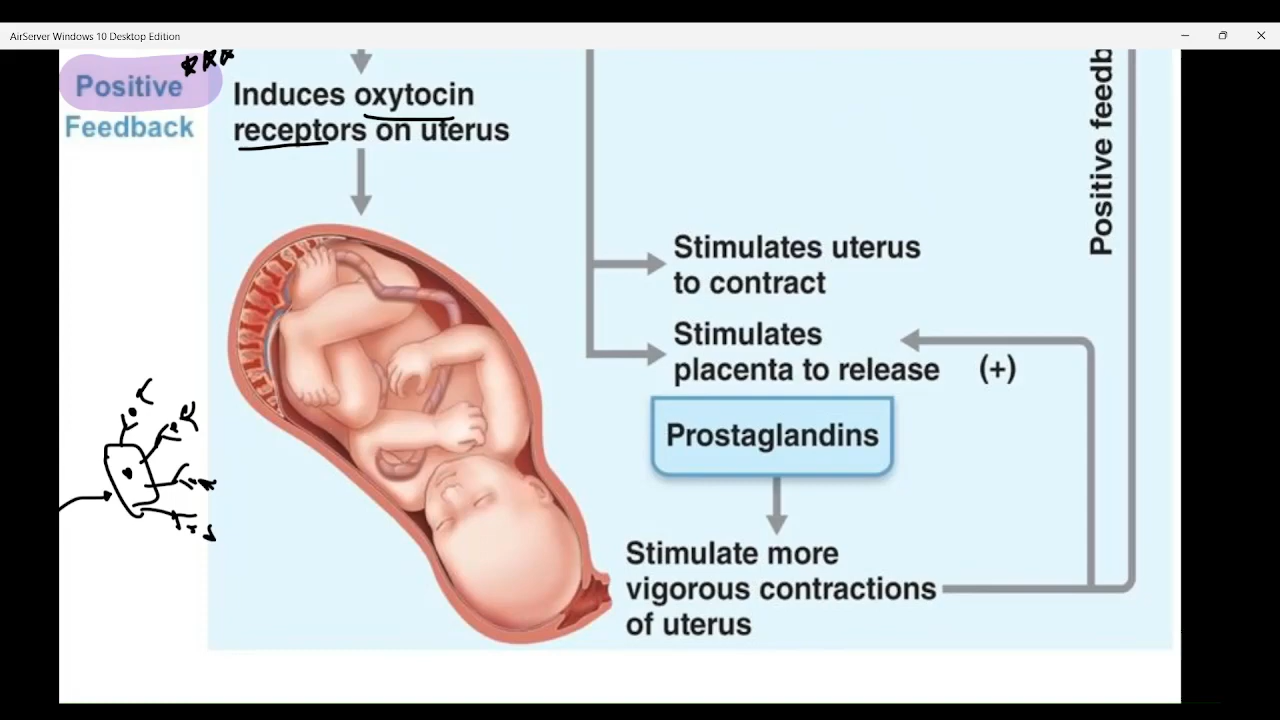 AirServer Windows 10 Desktop Edition
Positive
Feedback
Induces oxytocin
receptors on uterus
Positive feedb
Stimulates uterus
to contract
Stimulates
placenta to release
(+)
Prostaglandins
Stimulate more
vigorous contractions
of uterus